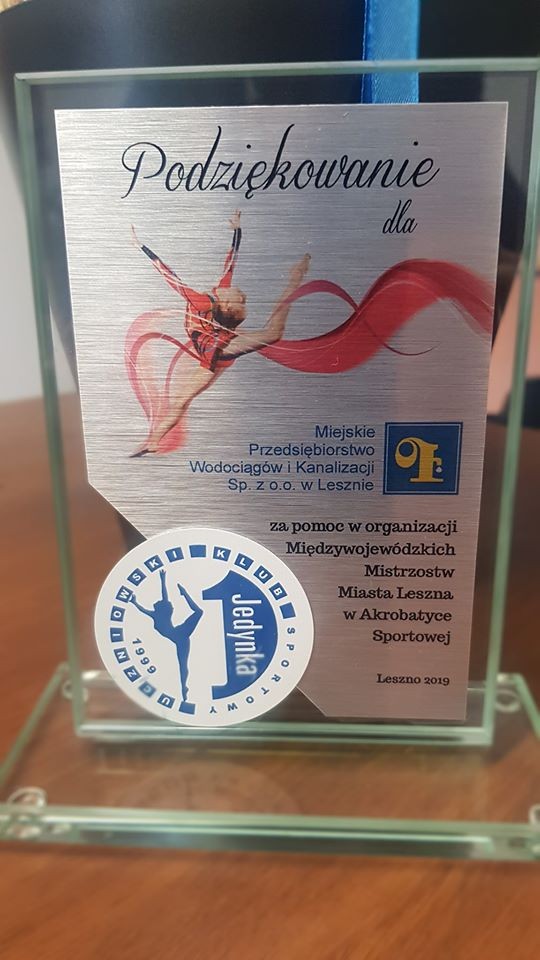 Podziękowanie
dla
Miejskie
Przedsiębiorstwo
Wodociągów i Kanalizacji
Sp. z o.o. w Lesznie
za pomoc w organizacji
Międzywojewódzkich
Mistrzostw
Miasta Leszna
w Akrobatyce
Sportowej
Leszno 2019
UCZNIOWSKI KLUB SPORTOWY
1 Jedynka
1999